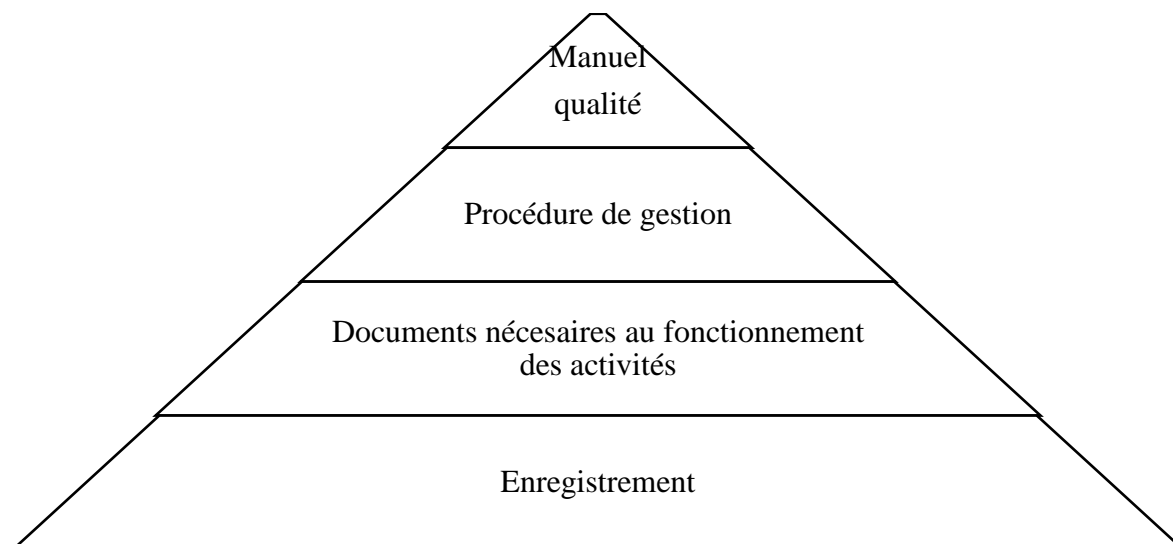 Manuel
qualité
Procédure de gestion
Documents nécesaires au fonctionnement
des activités
Enregistrement